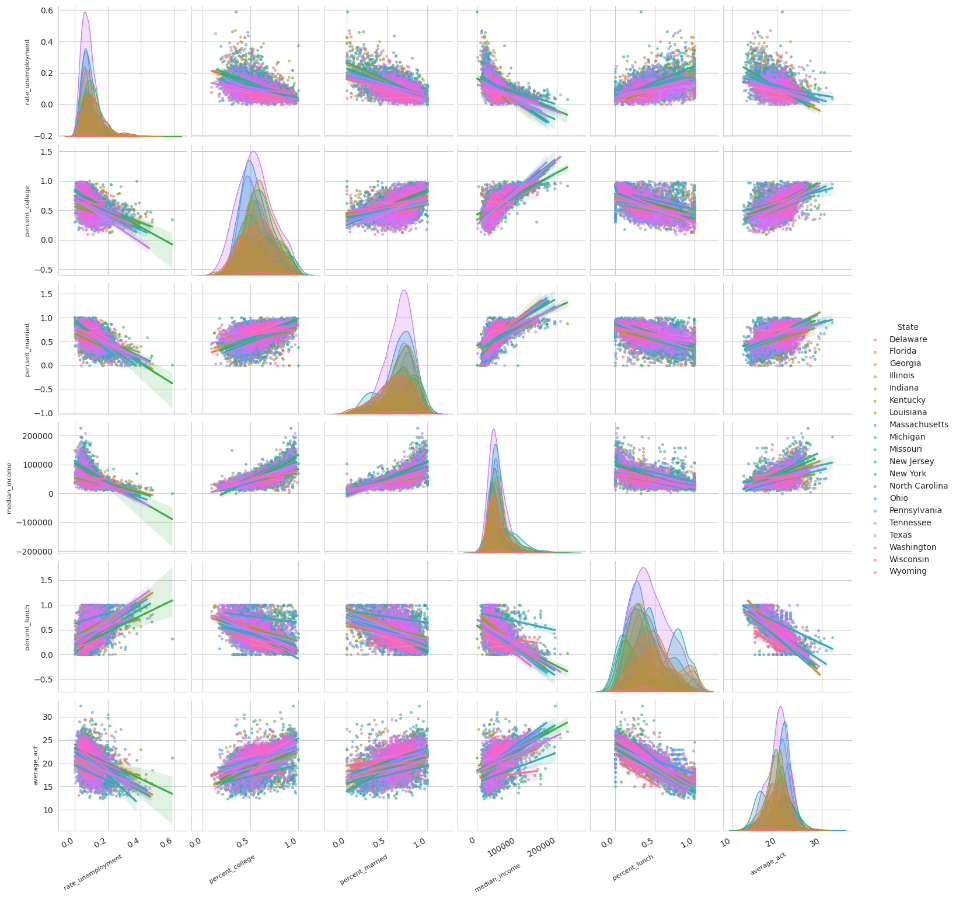 0.6
0.4
0.2
0.0
−0.2
rate_unemployment
1.5
1.0
0.5
0.0
−0.5
percent_college
1.5
1.0
0.5
0.0
−0.5
−1.0
percent_married
200000
100000
0
−100000
−200000
median_income
1.5
1.0
0.5
0.0
−0.5
percent_lunch
30
25
20
15
10
average_act
0.0 0.2 0.4 0.6
0.0 0.5 1.0
0.0 0.5 1.0
0 100000 200000
0.0 0.5 1.0
10 20 30
rate_unemployment
percent_college
percent_married
median_income
percent_lunch
average_act
State
Delaware
Florida
Georgia
Illinois
Indiana
Kentucky
Louisiana
Massachusetts
Michigan
Missouri
New Jersey
New York
North Carolina
Ohio
Pennsylvania
Tennessee
Texas
Washington
Wisconsin
Wyoming